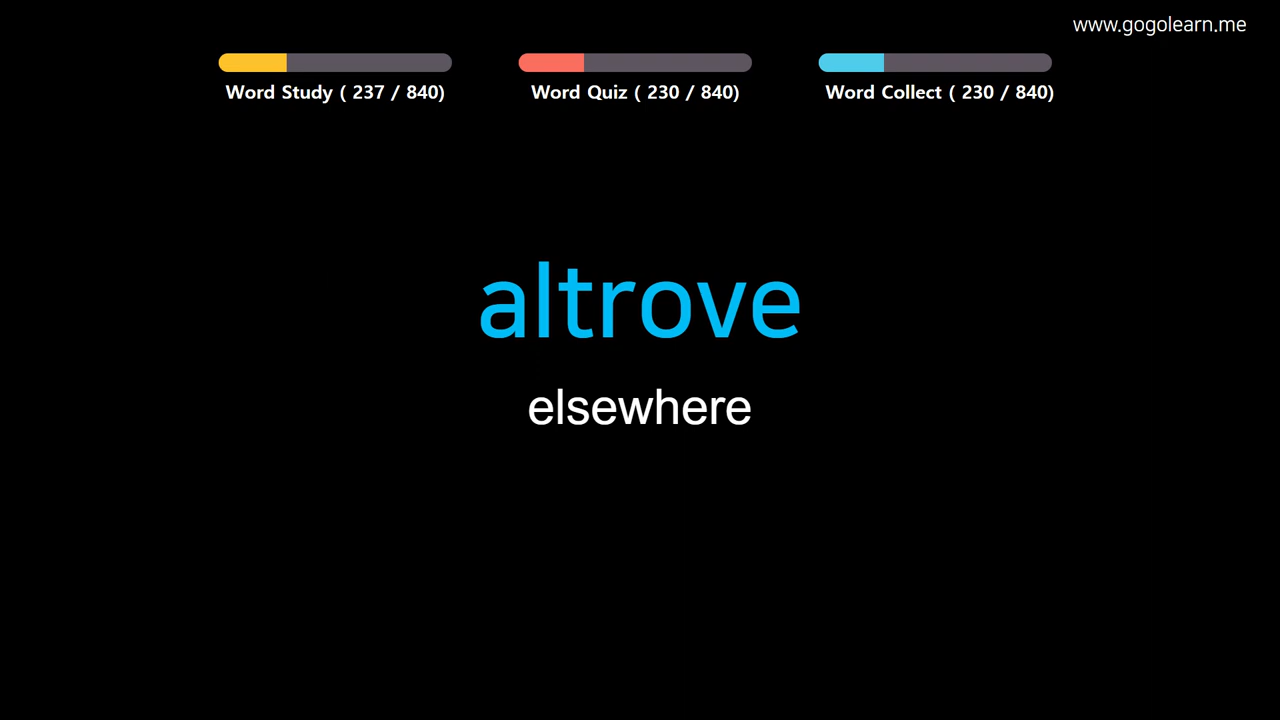 www.gogolearn.me
Word Study ( 237 / 840)
Word Quiz ( 230 / 840)
Word Collect ( 230 / 840)
altrove
elsewhere